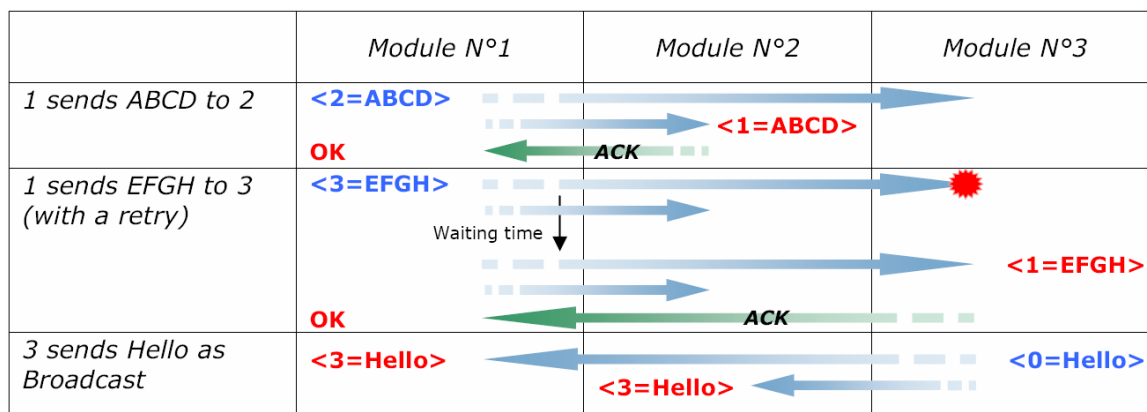 Module N°1 Module N°2 Module N°3
1 sends ABCD to 2 <2=ABCD>
<1=ABCD>
OK ACK
1 sends EFGH to 3 <3=EFGH>
(with a retry)
Waiting time
<1=EFGH>
OK ACK
3 sends Hello as <3=Hello> <0=Hello>
Broadcast <3=Hello>